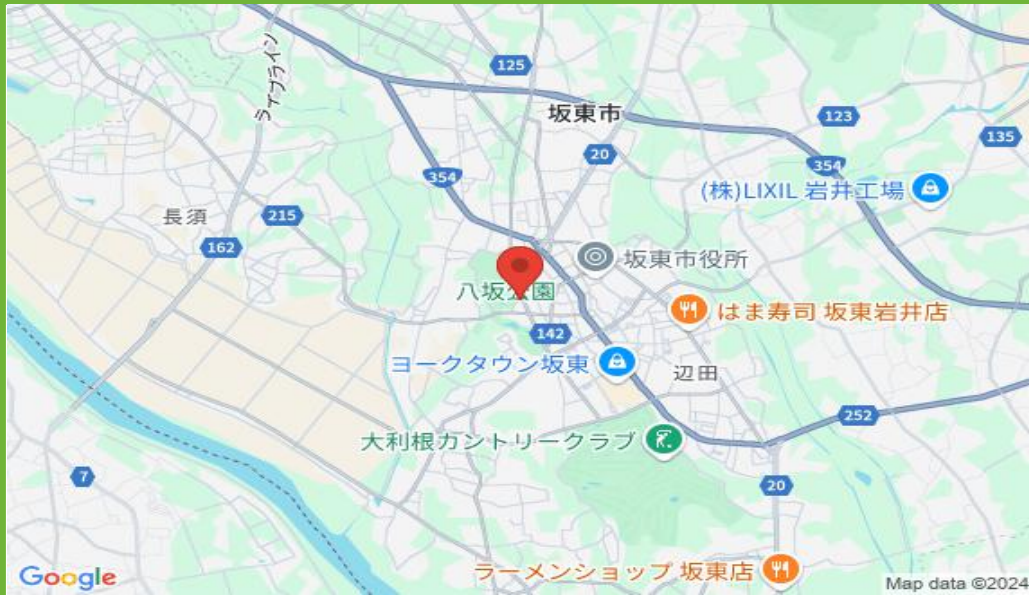 ライフライン
125
坂東市
123
135
20
354
354
(株)LIXIL 岩井工場
長須
215
162
坂東市役所
八坂公園
はま寿司 坂東岩井店
142
ヨークタウン坂東
辺田
252
大利根カントリークラブ
7
20
ラーメンショップ 坂東店
Google
Map data ©2024